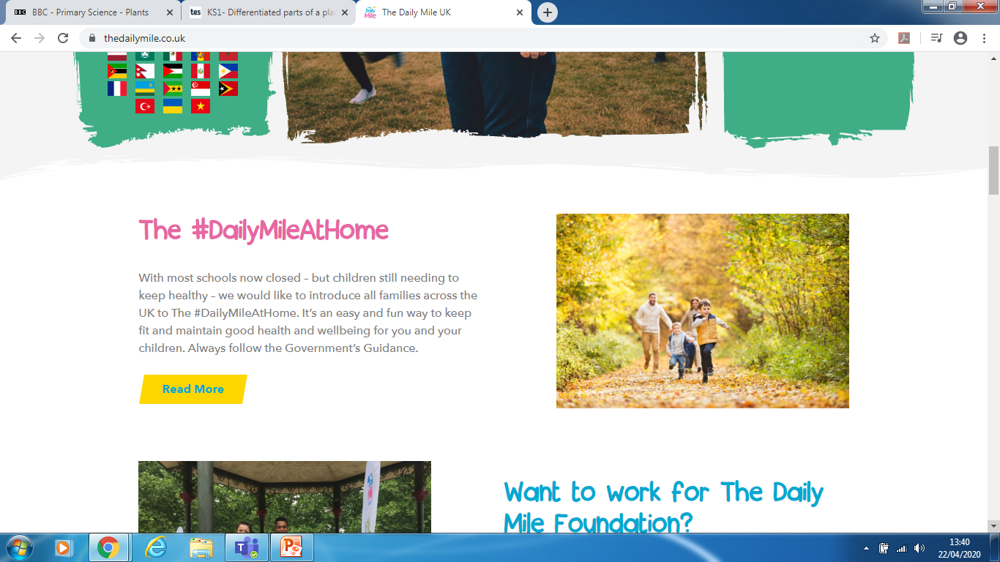 BBC - Primary Science - Plants
tes
KS1- Differentiated parts of a pla
The Daily Mile UK
thedailymile.co.uk
The #DailyMileAtHome
With most schools now closed – but children still needing to
keep healthy – we would like to introduce all families across the
UK to The #DailyMileAtHome. It’s an easy and fun way to keep
fit and maintain good health and wellbeing for you and your
children. Always follow the Government’s Guidance.
Read More
Want to work for The Daily
Mile Foundation?
13:40
22/04/2020